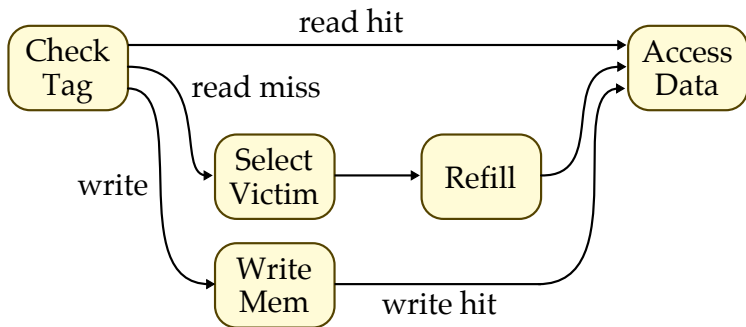 read hit
Check
Tag
Access
Data
read miss
Select
Victim
Refill
write
Write
Mem
write hit